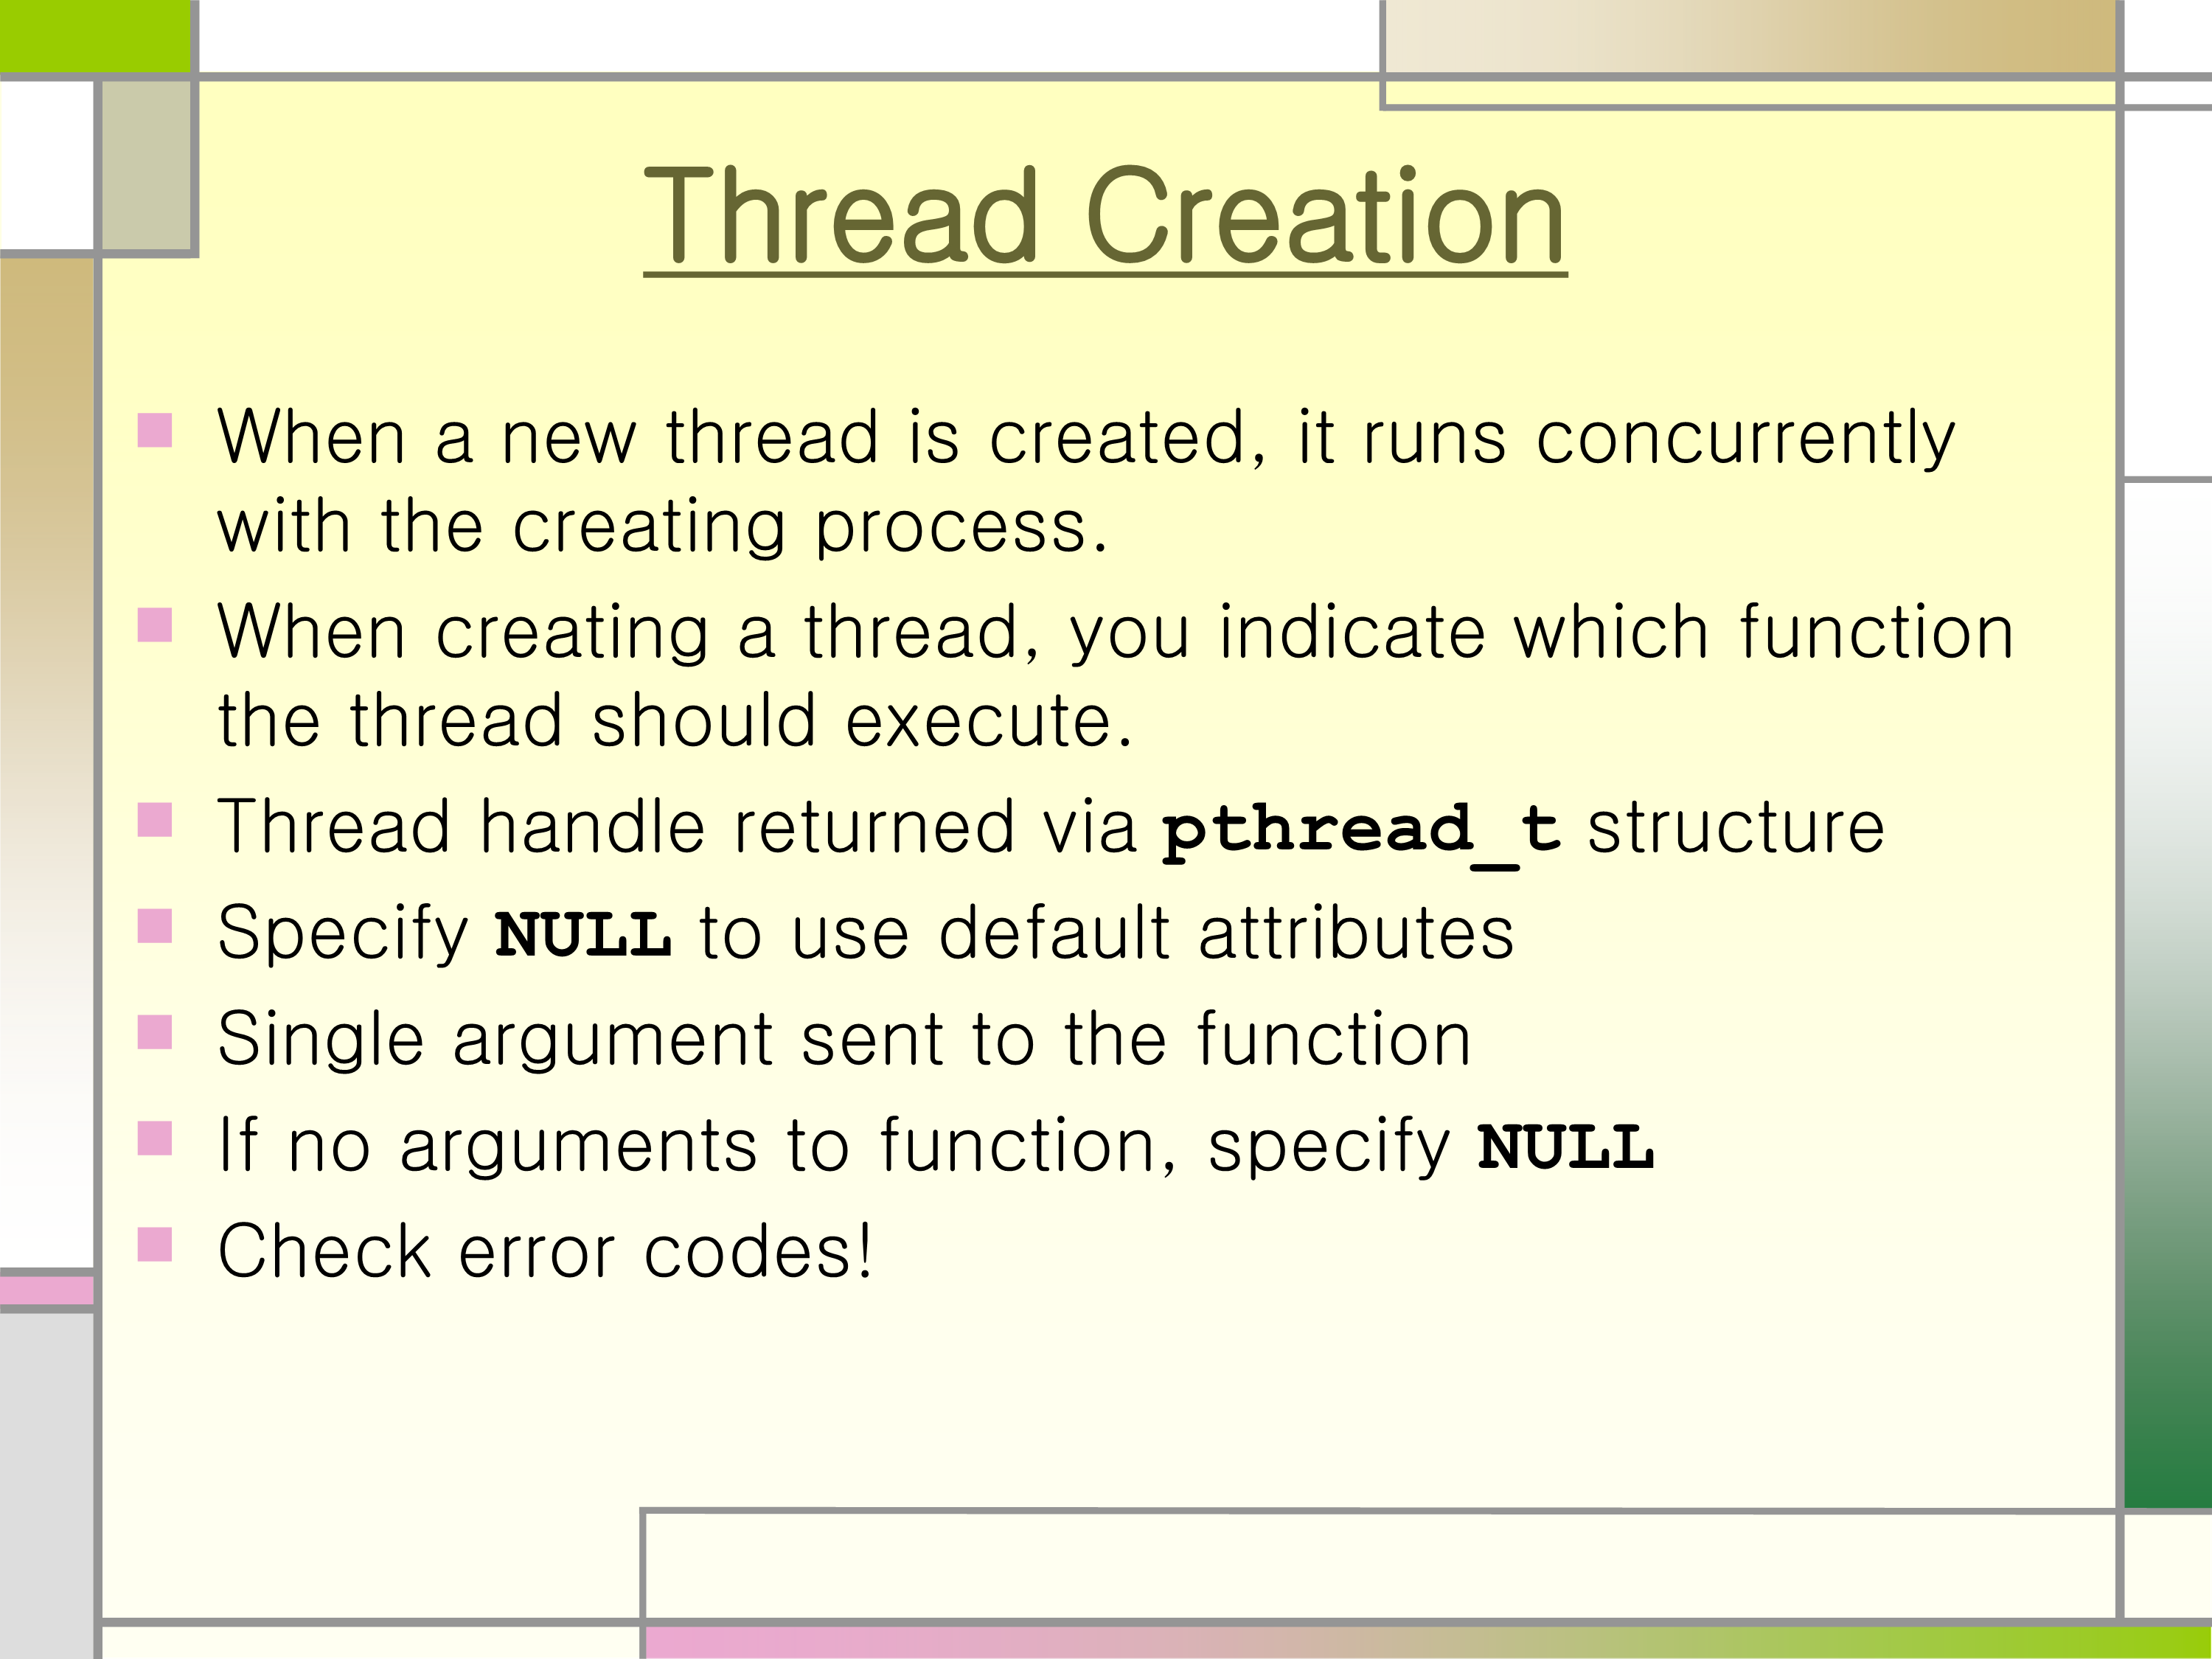 Thread Creation
When a new thread is created, it runs concurrently
with the creating process.
When creating a thread, you indicate which function
the thread should execute.
Thread handle returned via pthread_t structure
Specify NULL to use default attributes
Single argument sent to the function
If no arguments to function, specify NULL
Check error codes!